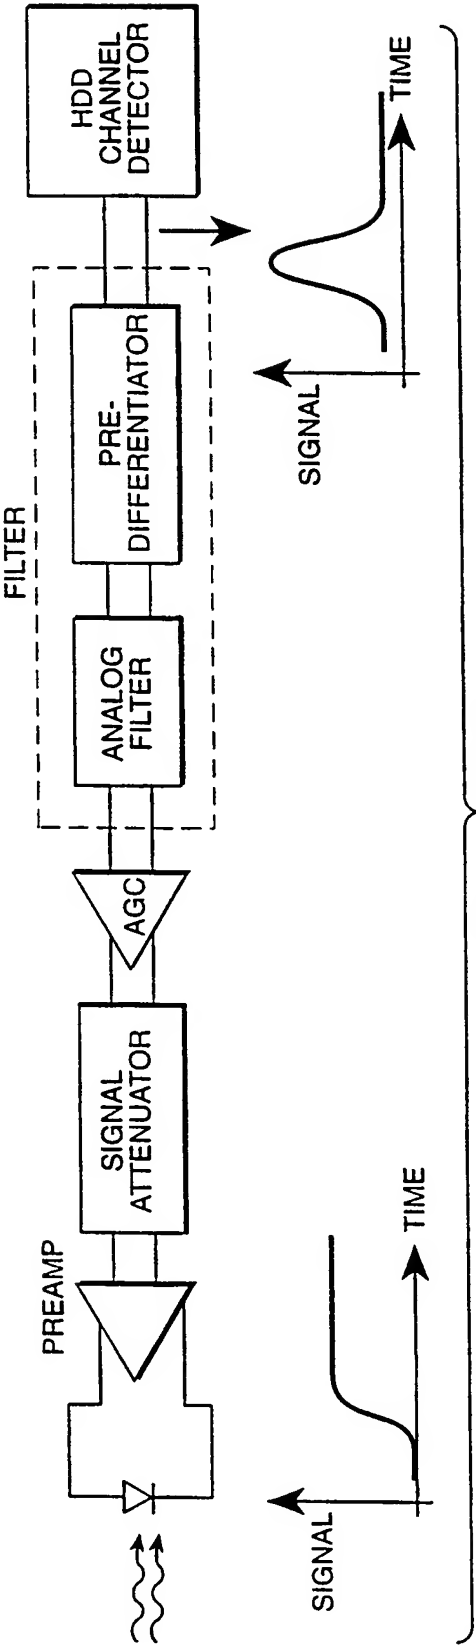 FILTER
PREAMP
SIGNAL
ATTENUATOR
AGC
ANALOG
FILTER
PRE-
DIFFERENTIATOR
HDD
CHANNEL
DETECTOR
SIGNAL
TIME
SIGNAL
TIME